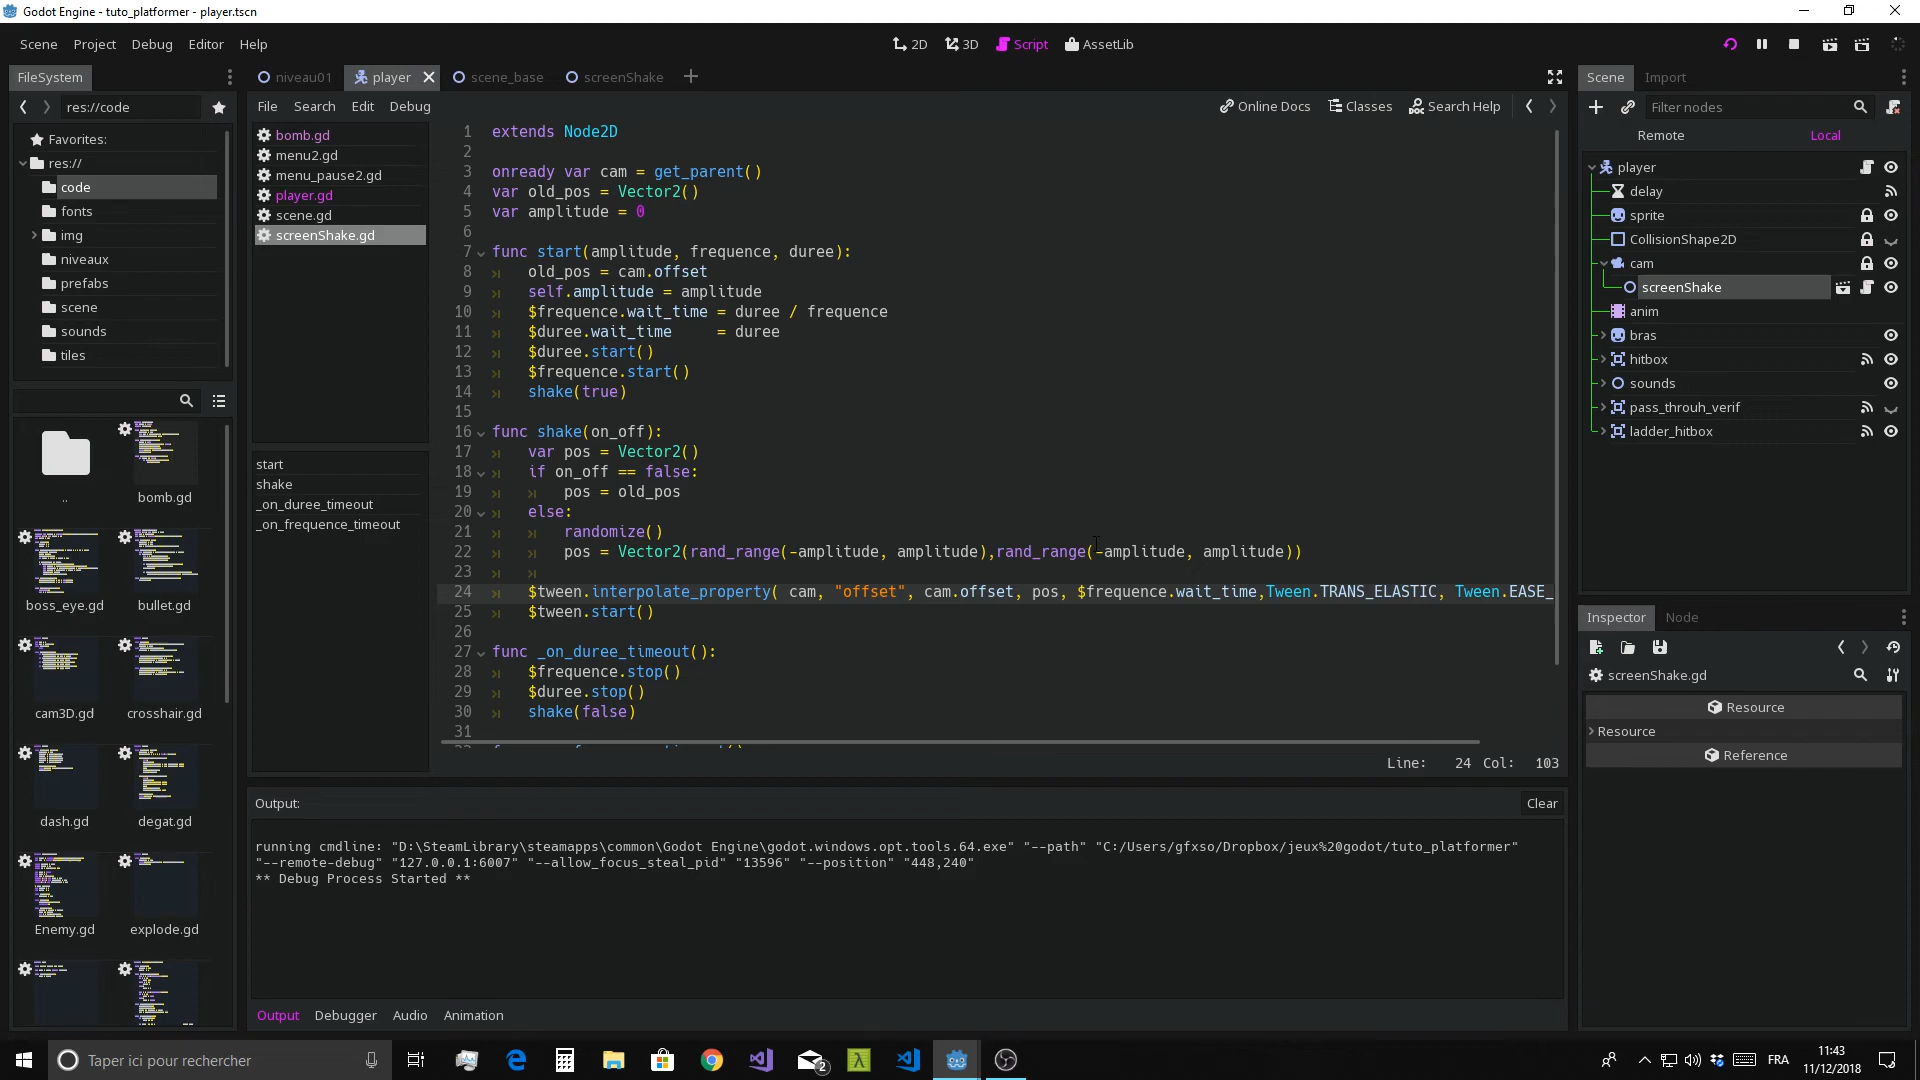 Godot Engine - tuto_platformer - player.tscn
Scene Project Debug Editor Help
2D 3D Script AssetLib
FileSystem
res://code
Favorites:
res://
code
fonts
img
niveaux
prefabs
scene
sounds
tiles
..
bomb.gd
boss_eye.gd
bullet.gd
cam3D.gd
crosshair.gd
dash.gd
degat.gd
Enemy.gd
explode.gd
niveau01 player scene_base screenShake
File Search Edit Debug
Online Docs Classes Search Help
bomb.gd
menu2.gd
menu_pause2.gd
player.gd
scene.gd
screenShake.gd
start
shake
_on_duree_timeout
_on_frequence_timeout
1 extends Node2D
2
3 onready var cam = get_parent()
4 var old_pos = Vector2()
5 var amplitude = 0
6
7 func start(amplitude, frequence, duree):
8 old_pos = cam.offset
9 self.amplitude = amplitude
10 $frequence.wait_time = duree / frequence
11 $duree.wait_time     = duree
12 $duree.start()
13 $frequence.start()
14 shake(true)
15
16 func shake(on_off):
17 var pos = Vector2()
18 if on_off == false:
19 pos = old_pos
20 else:
21 randomize()
22 pos = Vector2(rand_range(-amplitude, amplitude),rand_range(-amplitude, amplitude))
23
24 $tween.interpolate_property( cam, "offset", cam.offset, pos, $frequence.wait_time,Tween.TRANS_ELASTIC, Tween.EASE_
25 $tween.start()
26
27 func _on_duree_timeout():
28 $frequence.stop()
29 $duree.stop()
30 shake(false)
31
Line: 24 Col: 103
Output:
Clear
running cmdline: "D:\SteamLibrary\steamapps\common\Godot Engine\godot.windows.opt.tools.64.exe" "--path" "C:/Users/gfxso/Dropbox/jeux%20godot/tuto_platformer"
"--remote-debug" "127.0.0.1:6007" "--allow_focus_steal_pid" "13596" "--position" "448,240"
** Debug Process Started **
Output Debugger Audio Animation
Scene Import
Filter nodes
Remote Local
player
delay
sprite
CollisionShape2D
cam
screenShake
anim
bras
hitbox
sounds
pass_throuh_verif
ladder_hitbox
Inspector Node
screenShake.gd
Resource
Resource
Reference
Taper ici pour rechercher
2
FRA
11:43
11/12/2018